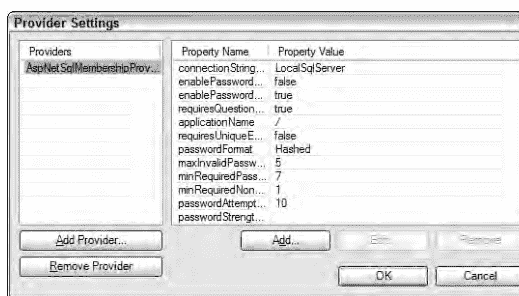 Provider Settings
Providers
AspNetSqlMembershipProv...
Property Name Property Value
connectionString... LocalSqlServer
enablePassword... false
enablePassword... true
requiresQuestion... true
applicationName /
requiresUniqueE... false
passwordFormat Hashed
maxInvalidPassw... 5
minRequiredPass... 7
minRequiredNon... 1
passwordAttempt... 10
passwordStrengt...
Add Provider...
Remove Provider
Add...
Edit...
Remove
OK
Cancel